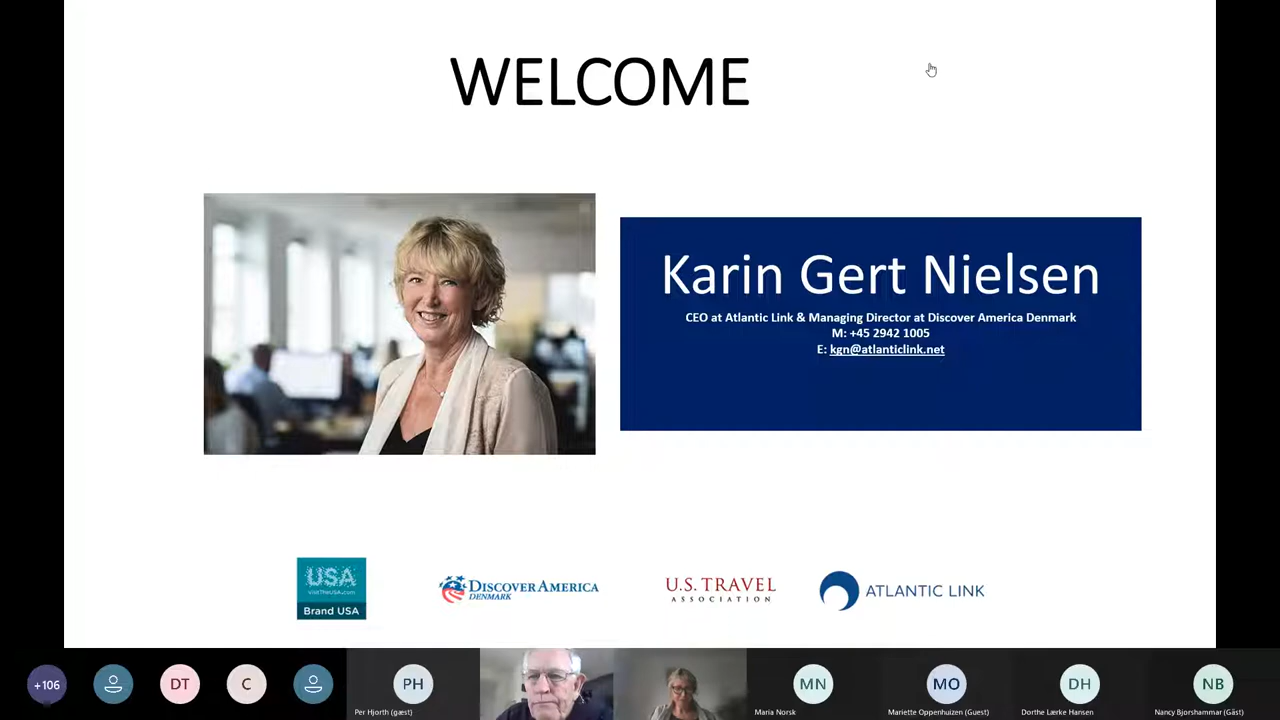 WELCOME
Karin Gert Nielsen
CEO at Atlantic Link & Managing Director at Discover America Denmark
M: +45 2942 1005
E: kgn@atlanticlink.net
USA
VisitTheUSA.com
Brand USA
DISCOVER AMERICA
DENMARK
U.S. TRAVEL
ASSOCIATION
ATLANTIC LINK
+106
DT
C
PH
MN
MO
DH
NB
Per Hjorth (gæst)
Maria Norsk
Mariette Oppenhuizen (Guest)
Dorthe Lærke Hansen
Nancy Bjorshammar (Gäst)